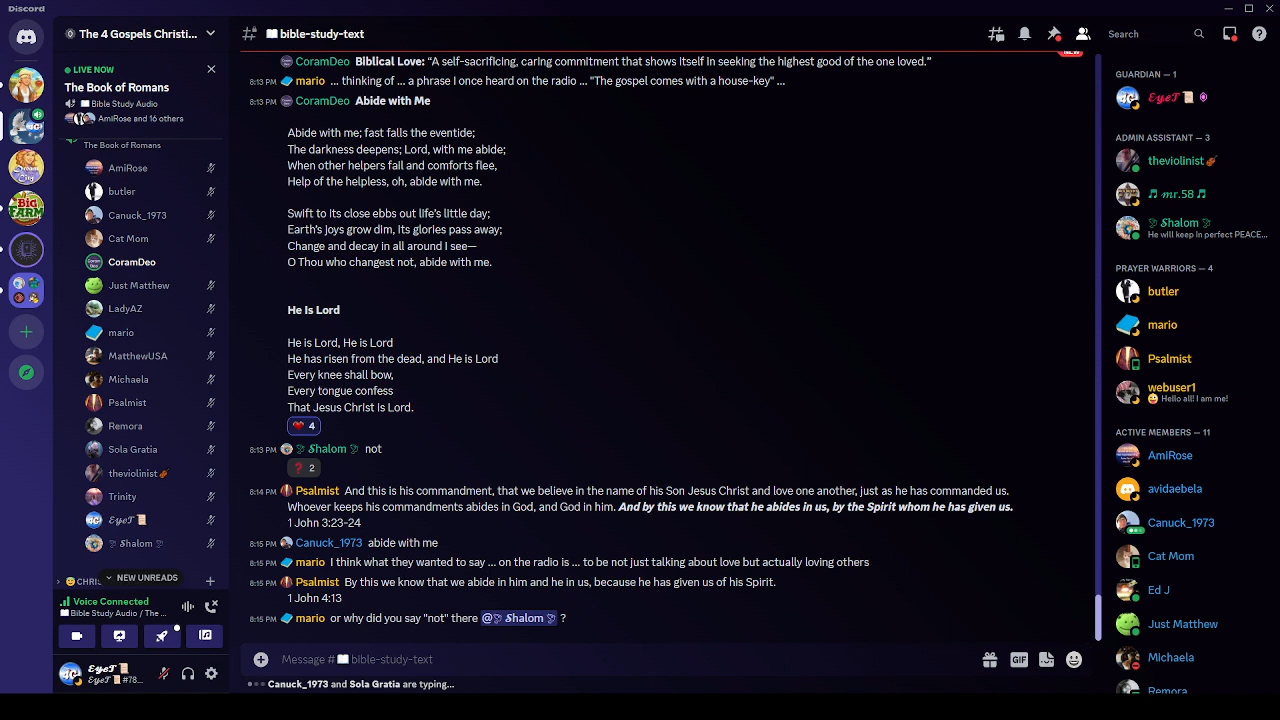 Discord
The 4 Gospels Christi...
📖 bible-study-text
Search
LIVE NOW
The Book of Romans
📖 Bible Study Audio
AmiRose and 16 others
The Book of Romans
AmiRose
butler
Canuck_1973
Cat Mom
CoramDeo
Just Matthew
LadyAZ
mario
MatthewUSA
Michaela
Psalmist
Remora
Sola Gratia
theviolinist🎻
Trinity
𝓔𝔂𝓮𝓣 📜
🕊 𝓢halom 🕊
CHRIS
NEW UNREADS
Voice Connected
📖 Bible Study Audio / The ...
𝓔𝔂𝓮𝓣 📜
𝓔𝔂𝓮𝓣 📜#78...
NEW
CoramDeo Biblical Love: “A self-sacrificing, caring commitment that shows itself in seeking the highest good of the one loved.”
8:13 PM mario ... thinking of ... a phrase I once heard on the radio ... "The gospel comes with a house-key" ...
8:13 PM CoramDeo Abide with Me
Abide with me; fast falls the eventide;
The darkness deepens; Lord, with me abide;
When other helpers fail and comforts flee,
Help of the helpless, oh, abide with me.
Swift to its close ebbs out life's little day;
Earth's joys grow dim, its glories pass away;
Change and decay in all around I see—
O Thou who changest not, abide with me.
He is Lord
He is Lord, He is Lord
He has risen from the dead, and He is Lord
Every knee shall bow,
Every tongue confess
That Jesus Christ is Lord.
❤️ 4
8:13 PM 🕊 𝓢halom 🕊 not
❓ 2
8:14 PM Psalmist And this is his commandment, that we believe in the name of his Son Jesus Christ and love one another, just as he has commanded us.
Whoever keeps his commandments abides in God, and God in him. And by this we know that he abides in us, by the Spirit whom he has given us.
1 John 3:23-24
8:15 PM Canuck_1973 abide with me
8:15 PM mario I think what they wanted to say ... on the radio is ... to be not just talking about love but actually loving others
8:15 PM Psalmist By this we know that we abide in him and he in us, because he has given us of his Spirit.
1 John 4:13
8:15 PM mario or why did you say "not" there @🕊 𝓢halom 🕊 ?
Message #📖 bible-study-text
GIF
Canuck_1973 and Sola Gratia are typing...
GUARDIAN — 1
𝓔𝔂𝓮𝓣 📜
ADMIN ASSISTANT — 3
theviolinist🎻
🎵 𝓶𝓻.58 🎵
🕊 𝓢halom 🕊
He will keep in perfect PEACE...
PRAYER WARRIORS — 4
butler
mario
Psalmist
webuser1
😜 Hello all! I am me!
ACTIVE MEMBERS — 11
AmiRose
avidaebela
Canuck_1973
Cat Mom
Ed J
Just Matthew
Michaela
Remora